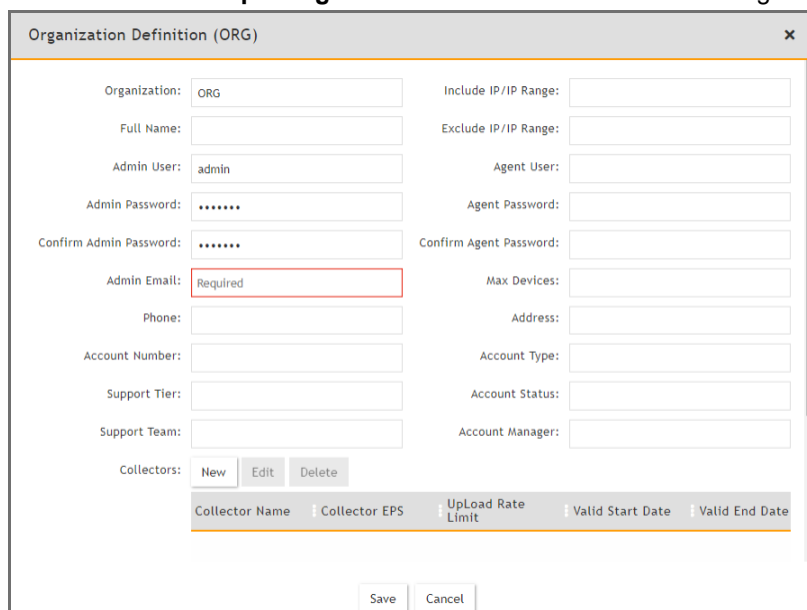 Organization Definition (ORG) ×
Organization: ORG Include IP/IP Range:
Full Name: Exclude IP/IP Range:
Admin User: admin Agent User:
Admin Password: ••••••• Agent Password:
Confirm Admin Password: ••••••• Confirm Agent Password:
Admin Email: Required Max Devices:
Phone: Address:
Account Number: Account Type:
Support Tier: Account Status:
Support Team: Account Manager:
Collectors: New Edit Delete
Collector Name Collector EPS UpLoad Rate Limit Valid Start Date Valid End Date
Save Cancel